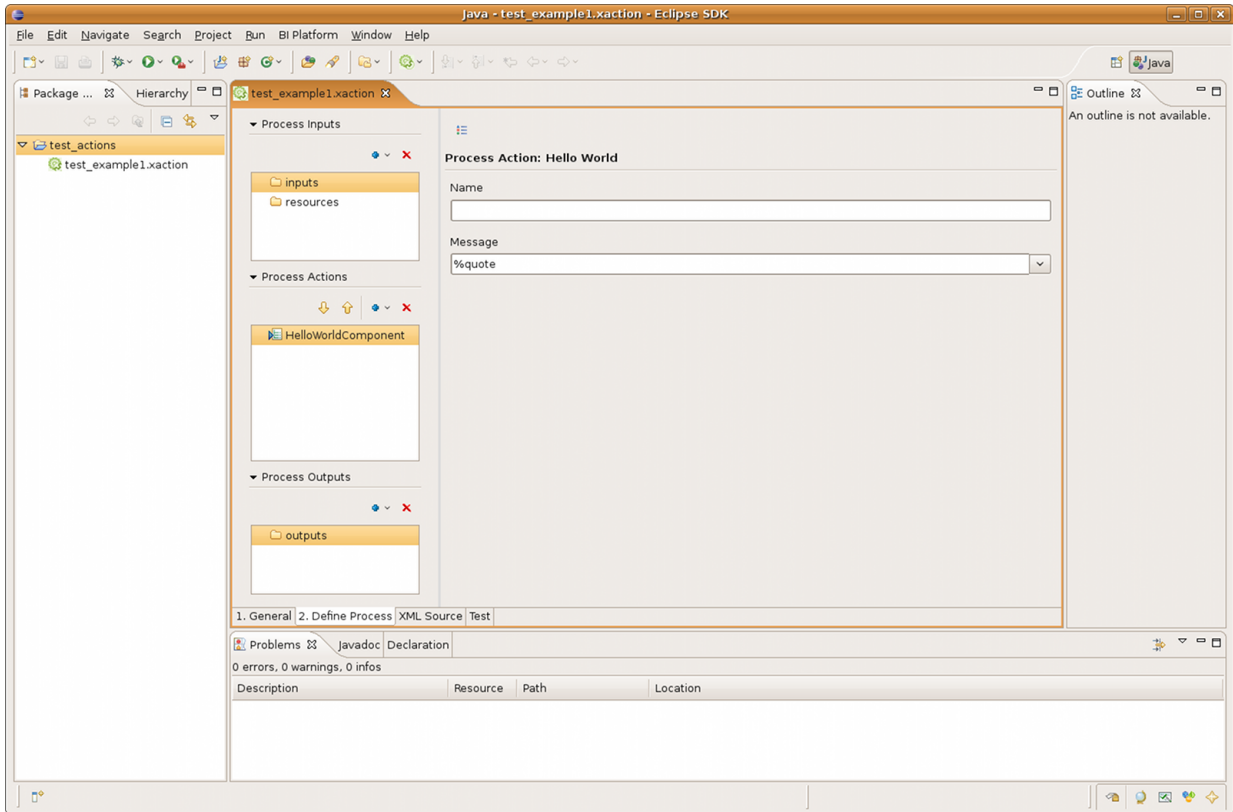 Java - test_example1.xaction - Eclipse SDK
File Edit Navigate Search Project Run BI Platform Window Help
Java
Package ... Hierarchy
test_actions
test_example1.xaction
test_example1.xaction
Process Inputs
inputs
resources
Process Actions
HelloWorldComponent
Process Outputs
outputs
Process Action: Hello World
Name
Message
%quote
1. General 2. Define Process XML Source Test
Outline
An outline is not available.
Problems Javadoc Declaration
0 errors, 0 warnings, 0 infos
Description Resource Path Location